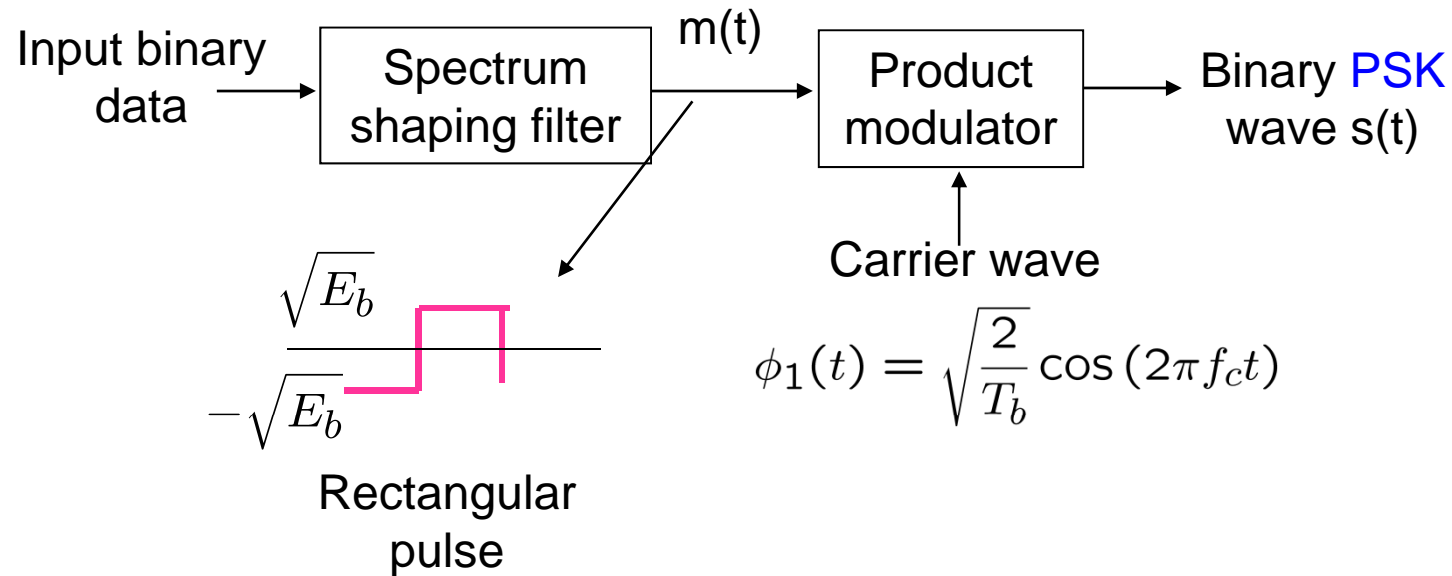 Input binary
data
Spectrum
shaping filter
m(t)
Product
modulator
Binary PSK
wave s(t)
Carrier wave
√E_b
-√E_b
ϕ₁(t) = √(2/T_b) cos (2πf_c t)
Rectangular
pulse